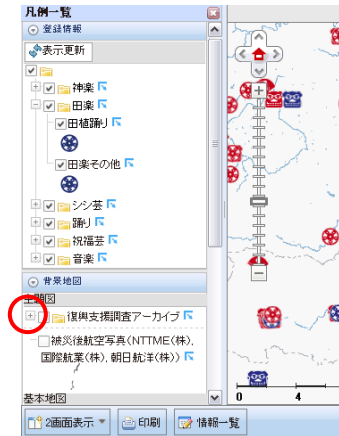 凡例一覧
登録情報
表示更新
神楽
田楽
田植踊り
田楽その他
シシ芸
踊り
祝福芸
音楽
背景地図
主題図
復興支援調査アーカイブ
被災後航空写真(NTTME(株),
国際航業(株),朝日航洋(株))
基本地図
0 4
2画面表示 印刷 情報一覧